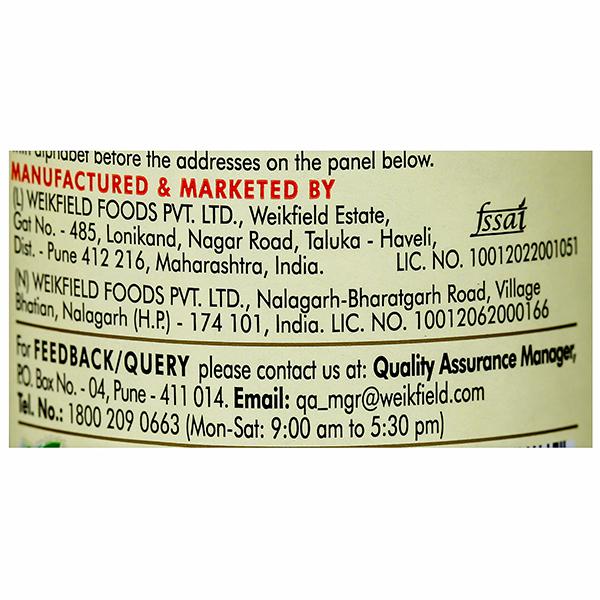 alphabet before the addresses on the panel below.
MANUFACTURED & MARKETED BY
(L) WEIKFIELD FOODS PVT. LTD., Weikfield Estate,
Gat No. - 485, Lonikand, Nagar Road, Taluka - Haveli,
Dist. - Pune 412 216, Maharashtra, India.
fssai
LIC. NO. 10012022001051
(N) WEIKFIELD FOODS PVT. LTD., Nalagarh-Bharatgarh Road, Village
Bhatian, Nalagarh (H.P.) - 174 101, India. LIC. NO. 10012062000166
For FEEDBACK/QUERY please contact us at: Quality Assurance Manager,
P.O. Box No. - 04, Pune - 411 014. Email: qa_mgr@weikfield.com
Tel. No.: 1800 209 0663 (Mon-Sat: 9:00 am to 5:30 pm)